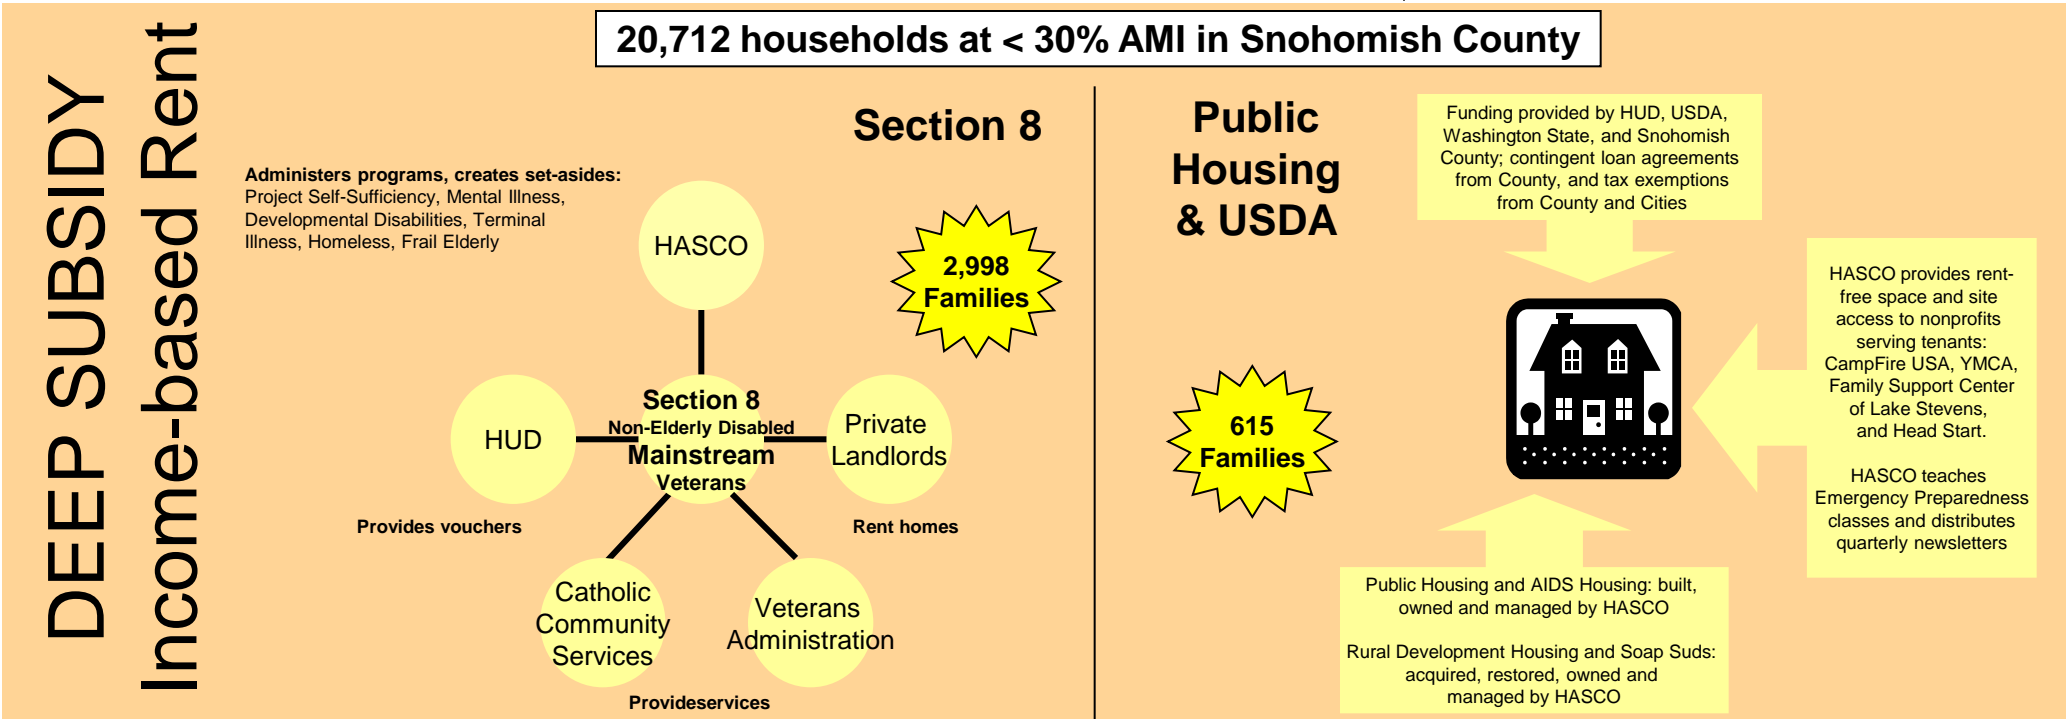 DEEP SUBSIDY
Income-based Rent
20,712 households at < 30% AMI in Snohomish County
Section 8
Administers programs, creates set-asides:
Project Self-Sufficiency, Mental Illness,
Developmental Disabilities, Terminal
Illness, Homeless, Frail Elderly
HASCO
2,998
Families
HUD
Section 8
Non-Elderly Disabled
Mainstream
Veterans
Private
Landlords
Provides vouchers
Rent homes
Catholic
Community
Services
Veterans
Administration
Provideservices
Public
Housing
& USDA
Funding provided by HUD, USDA,
Washington State, and Snohomish
County; contingent loan agreements
from County, and tax exemptions
from County and Cities
615
Families
HASCO provides rent-
free space and site
access to nonprofits
serving tenants:
CampFire USA, YMCA,
Family Support Center
of Lake Stevens,
and Head Start.
HASCO teaches
Emergency Preparedness
classes and distributes
quarterly newsletters
Public Housing and AIDS Housing: built,
owned and managed by HASCO
Rural Development Housing and Soap Suds:
acquired, restored, owned and
managed by HASCO